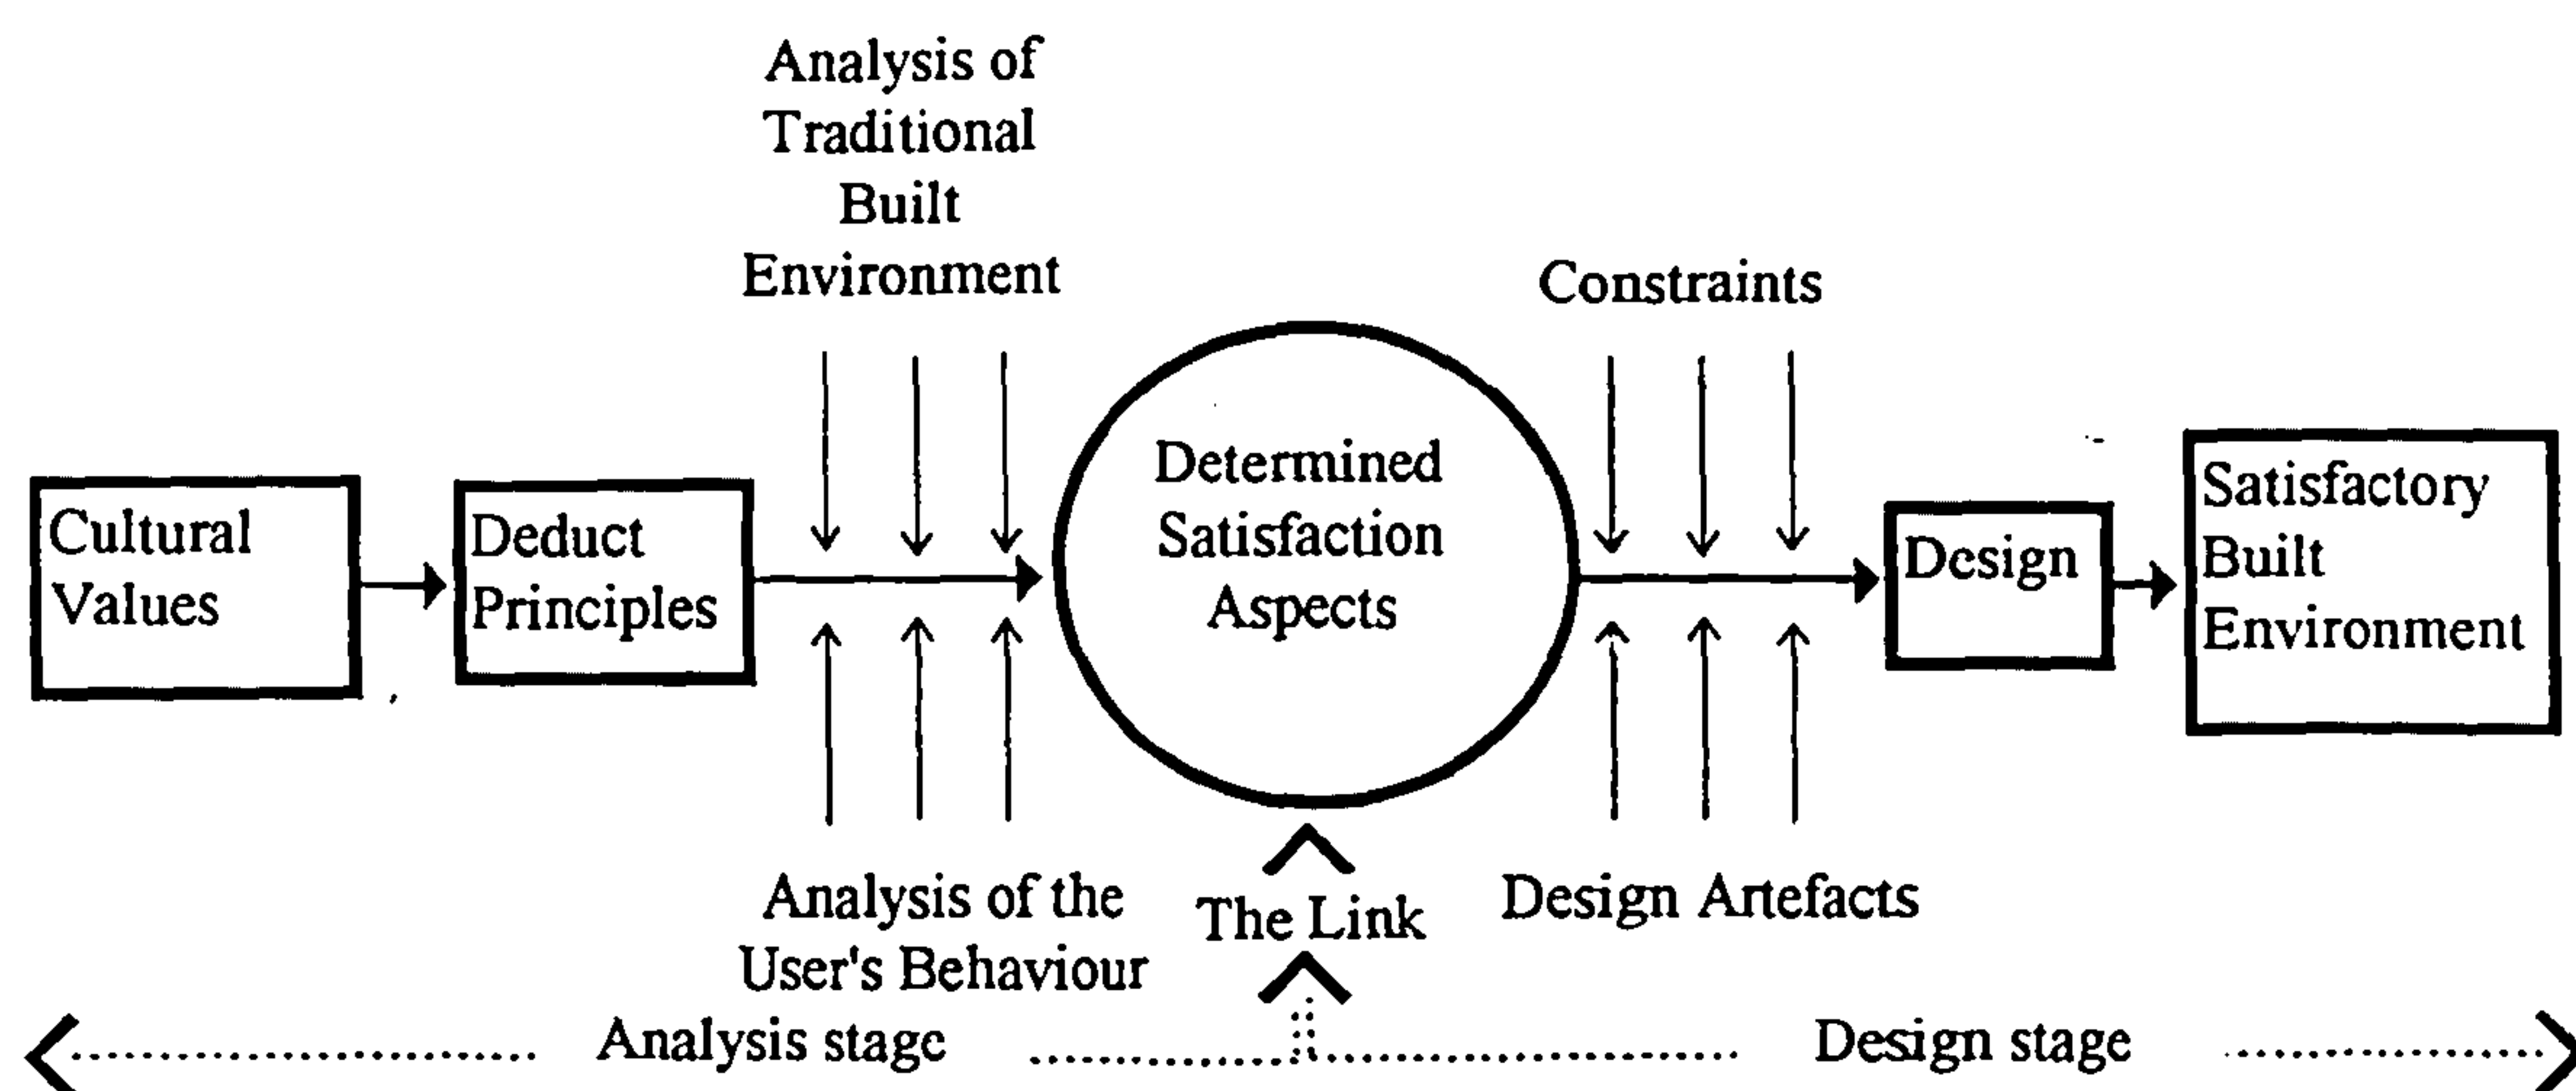 Analysis of
Traditional
Built
Environment
Constraints
Cultural
Values
Deduct
Principles
Determined
Satisfaction
Aspects
Design
Satisfactory
Built
Environment
Analysis of the
User's Behaviour
The Link
Design Artefacts
Analysis stage
Design stage